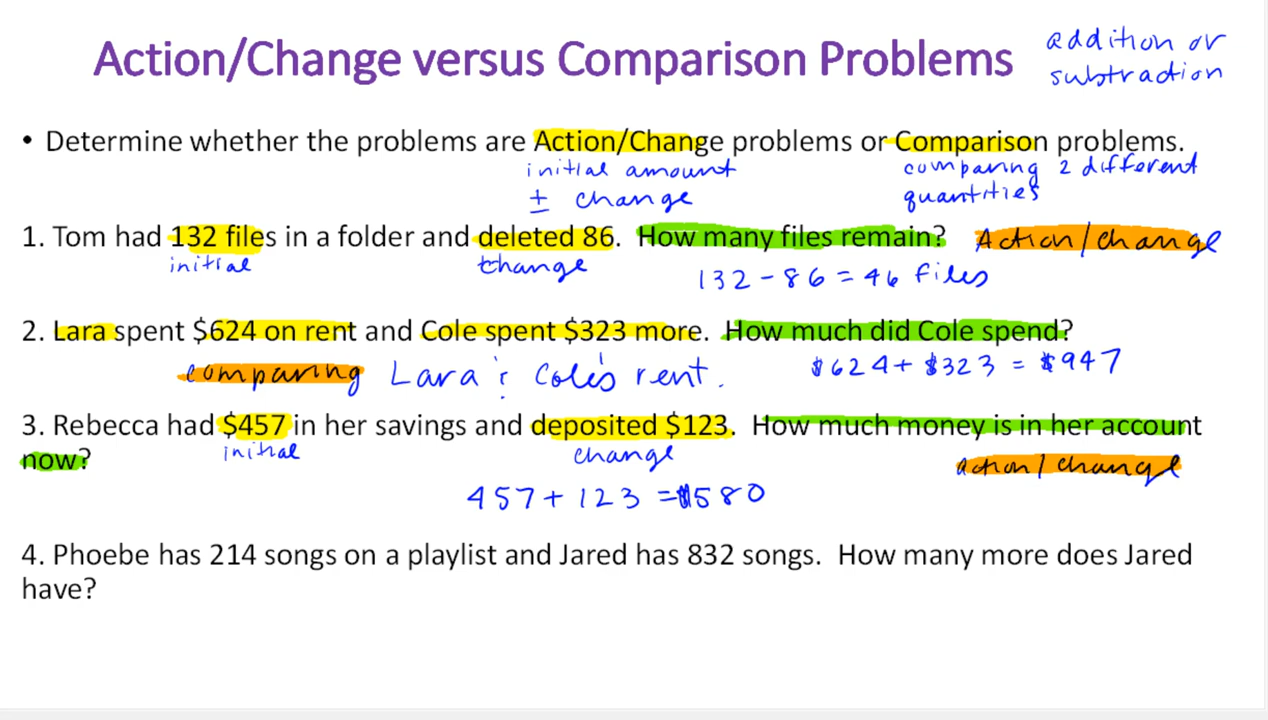 Action/Change versus Comparison Problems
addition or
subtraction
• Determine whether the problems are Action/Change problems or Comparison problems.
initial amount
± change
comparing 2 different
quantities
1. Tom had 132 files in a folder and deleted 86. How many files remain? Action/change
initial
change
132 - 86 = 46 files
2. Lara spent $624 on rent and Cole spent $323 more. How much did Cole spend?
comparing Lara : Cole's rent.
$624 + $323 = $947
3. Rebecca had $457 in her savings and deposited $123. How much money is in her account
now?
initial
change
action/change
457 + 123 = $580
4. Phoebe has 214 songs on a playlist and Jared has 832 songs. How many more does Jared
have?